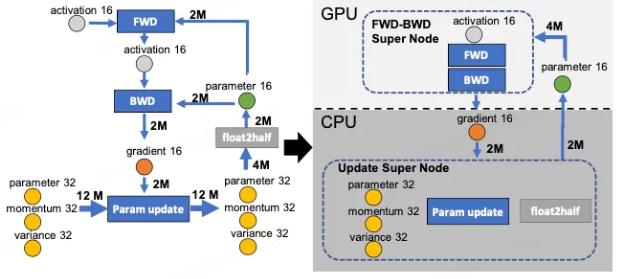 activation 16
FWD
2M
activation 16
parameter 16
BWD
2M
2M
2M
float2half
gradient 16
4M
parameter 32
2M
parameter 32
12 M
12 M
momentum 32
Param update
momentum 32
variance 32
variance 32
GPU
FWD-BWD
Super Node
activation 16
4M
FWD
parameter 16
BWD
CPU
gradient 16
2M
2M
Update Super Node
parameter 32
momentum 32
Param update
float2half
variance 32